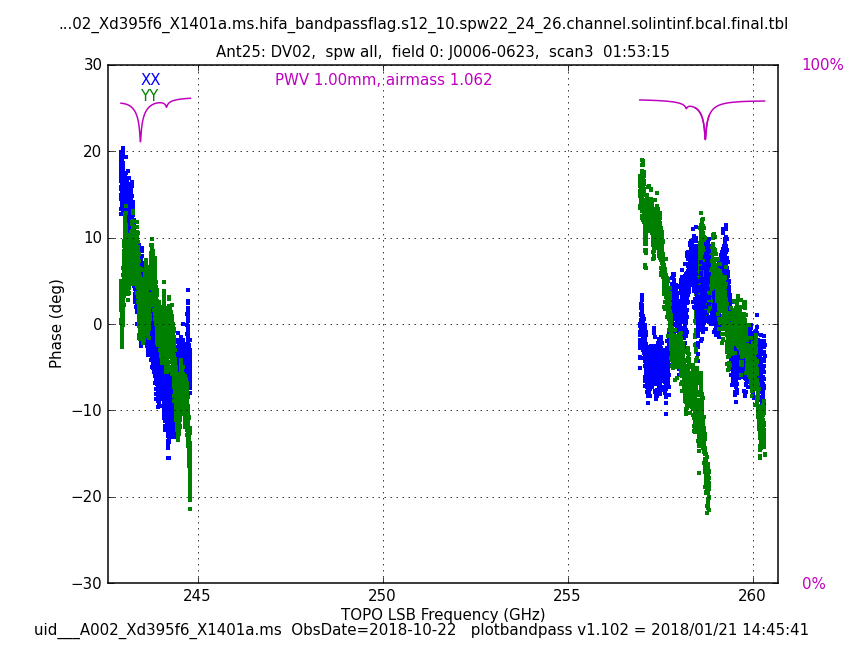 ...02_Xd395f6_X1401a.ms.hifa_bandpassflag.s12_10.spw22_24_26.channel.solintinf.bcal.final.tbl
Ant25: DV02, spw all, field 0: J0006-0623, scan3 01:53:15
30
XX
PWV 1.00mm, airmass 1.062
100%
YY
20
10
0
−10
−20
−30
Phase (deg)
0%
245
250
255
260
TOPO LSB Frequency (GHz)
uid___A002_Xd395f6_X1401a.ms ObsDate=2018-10-22 plotbandpass v1.102 = 2018/01/21 14:45:41